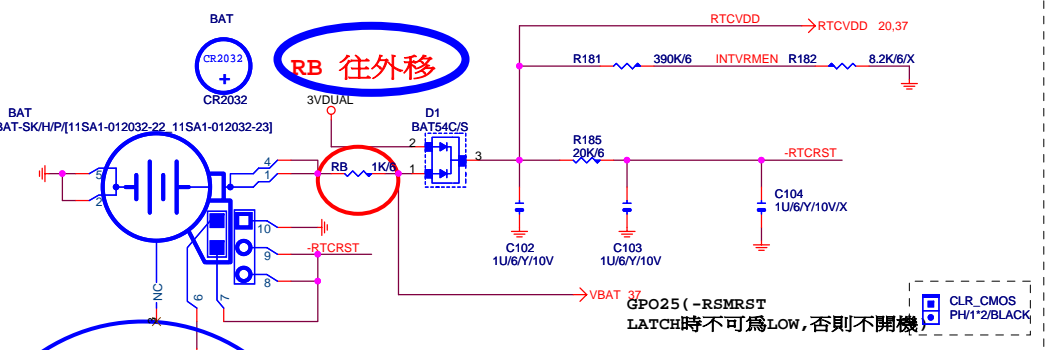 BAT
CR2032
+
CR2032
RB 往外移
3VDUAL
BAT
BAT-SK/H/P/[11SA1-012032-22_11SA1-012032-23]
D1
BAT54C/S
2
1
3
RTCVDD
RTCVDD 20,37
R181
390K/6
INTVRMEN
R182
8.2K/6/X
R185
20K/6
-RTCRST
RB
1K/6
4
1
5
2
10
9
8
-RTCRST
NC
6
7
C102
1U/6/Y/10V
C103
1U/6/Y/10V
C104
1U/6/Y/10V/X
VBAT 37
GPO25(-RSMRST
LATCH時不可爲LOW,否則不開機)
CLR_CMOS
PH/1*2/BLACK